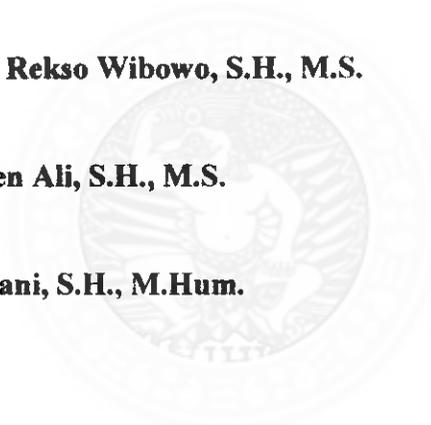 Rekso Wibowo, S.H., M.S.
en Ali, S.H., M.S.
ani, S.H., M.Hum.